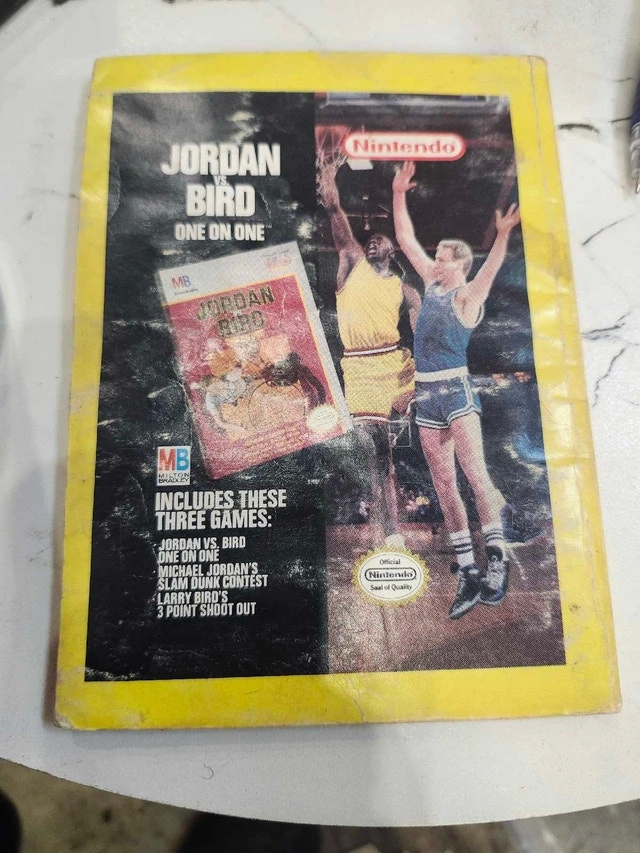 JORDAN
VS.
BIRD
ONE ON ONE™
Nintendo®
MB
JORDAN
BIRD
MB
MILTON
BRADLEY
INCLUDES THESE
THREE GAMES:
JORDAN VS. BIRD
ONE ON ONE
MICHAEL JORDAN'S
SLAM DUNK CONTEST
LARRY BIRD'S
3 POINT SHOOT OUT
Official
Nintendo
Seal of Quality